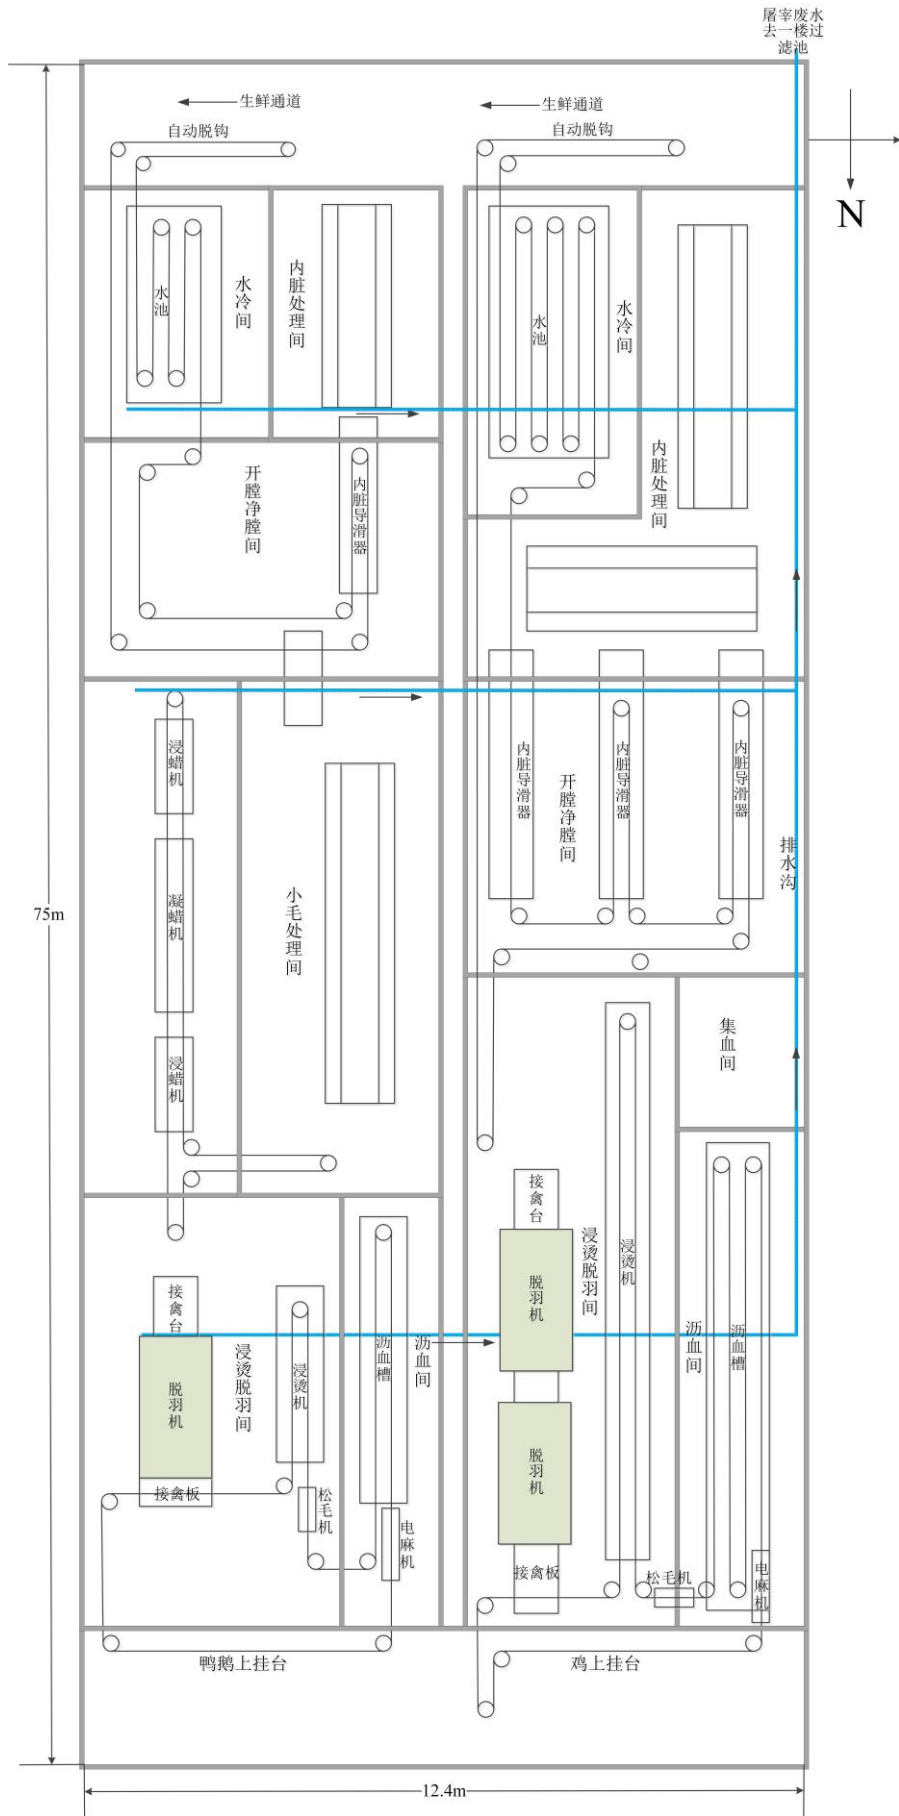 屠宰废水
去一楼过
滤池
生鲜通道
生鲜通道
自动脱钩
自动脱钩
N
水池
水冷间
内脏处理间
水池
水冷间
内脏处理间
开膛净膛间
内脏导滑器
浸蜡机
凝蜡机
浸蜡机
小毛处理间
内脏导滑器
开膛净膛间
内脏导滑器
内脏导滑器
排水沟
75m
集血间
接禽台
脱羽机
接禽板
浸烫脱羽间
浸烫机
松毛机
沥血槽
沥血间
电麻机
接禽台
脱羽机
脱羽机
接禽板
浸烫脱羽间
浸烫机
松毛机
沥血间
沥血槽
电麻机
鸭鹅上挂台
鸡上挂台
12.4m